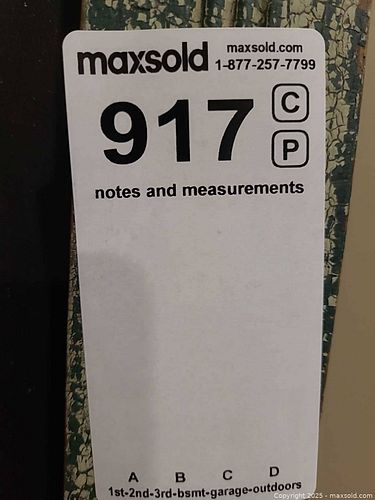 maxsold maxsold.com
1-877-257-7799
917 C
P
notes and measurements
A B C D
1st-2nd-3rd-bsmt-garage-outdoors
Copyright 2025 - maxsold.com